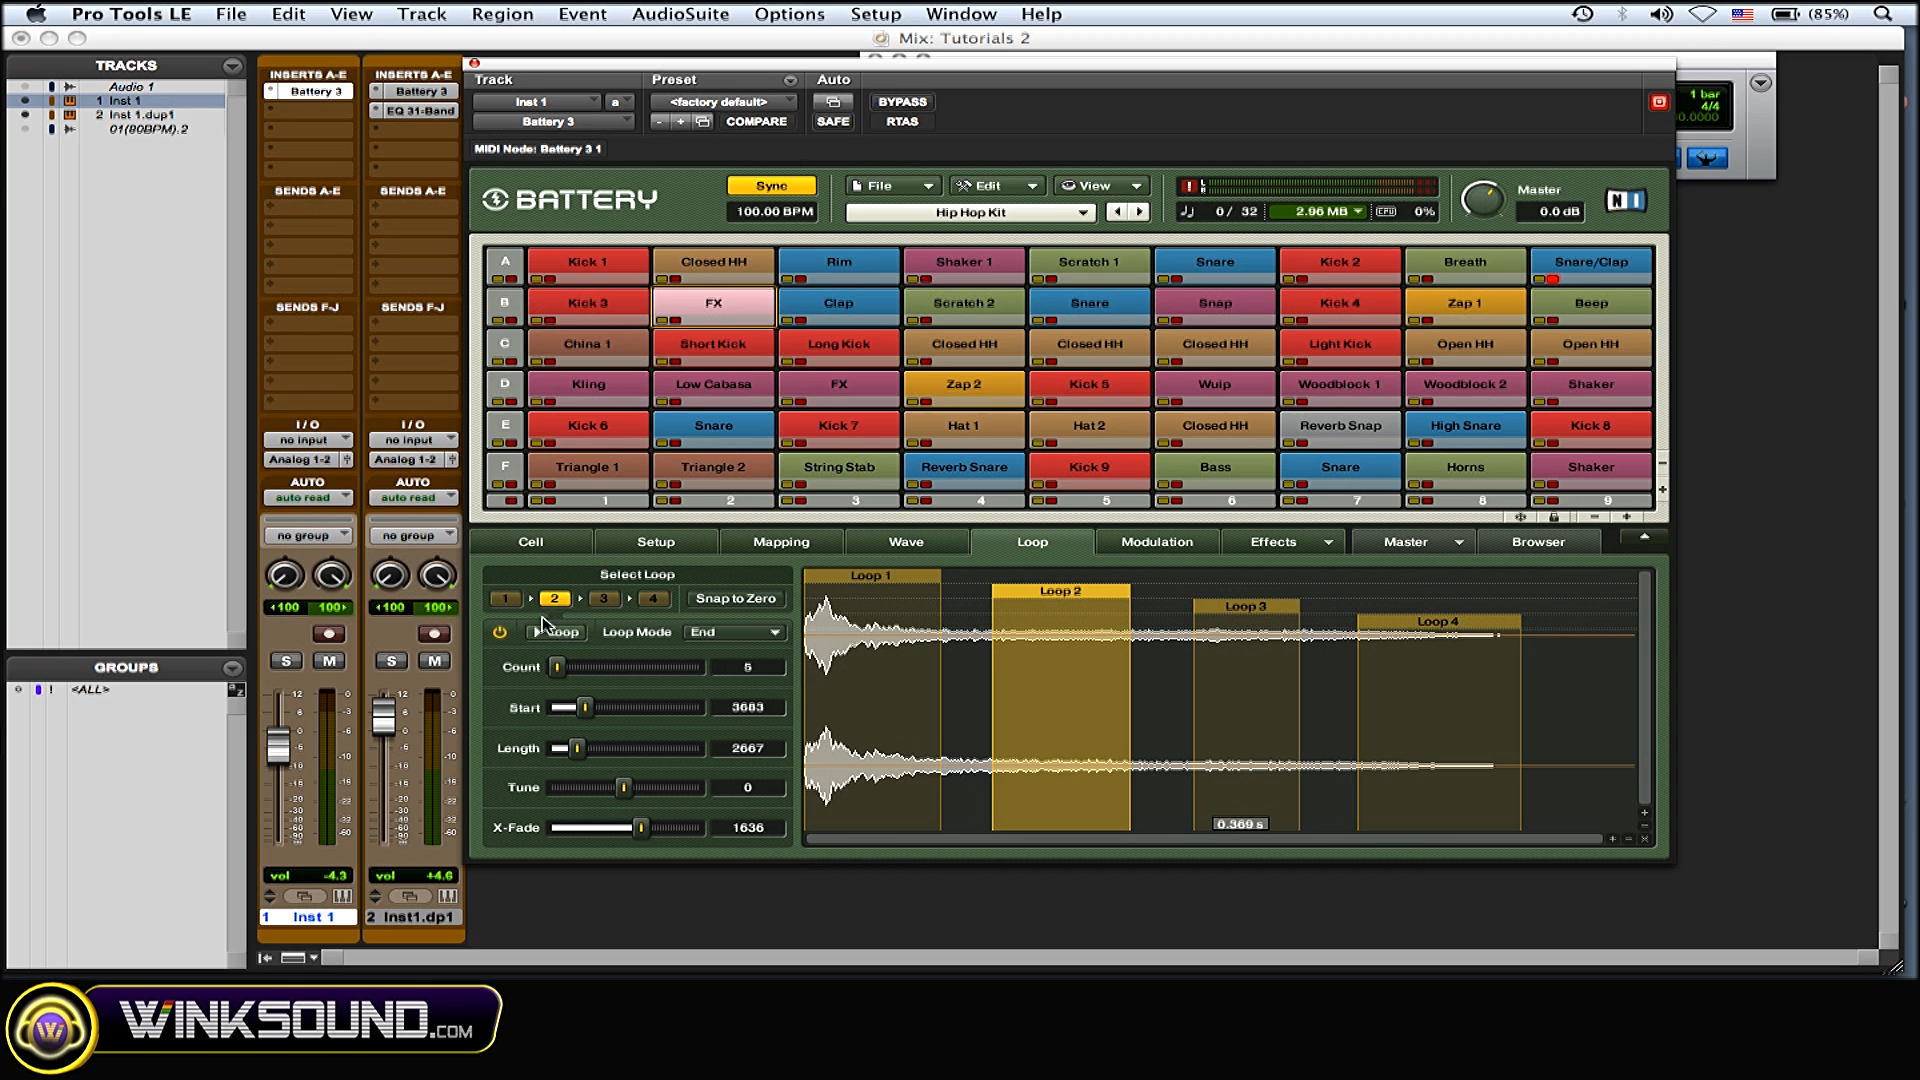 Pro Tools LE File Edit View Track Region Event AudioSuite Options Setup Window Help (85%)
Mix: Tutorials 2
TRACKS
Audio 1
1 Inst 1
2 Inst 1.dup1
01(80BPM).2
GROUPS
! <ALL>
INSERTS A-E INSERTS A-E
Battery 3 Battery 3
EQ 31-Band
SENDS A-E SENDS A-E
SENDS F-J SENDS F-J
I/O I/O
no input no input
Analog 1-2 Analog 1-2
AUTO AUTO
auto read auto read
no group no group
100 100 100 100
S M S M
vol -4.3 vol +4.6
1 Inst 1 2 Inst1.dp1
Track Preset Auto
Inst 1 a <factory default> BYPASS
Battery 3 - + COMPARE SAFE RTAS
MIDI Node: Battery 3 1
1 bar
4/4
BATTERY
Sync File Edit View Master
100.00 BPM Hip Hop Kit 0/ 32 2.96 MB CPU 0% 0.0 dB
NI
A Kick 1 Closed HH Rim Shaker 1 Scratch 1 Snare Kick 2 Breath Snare/Clap
B Kick 3 FX Clap Scratch 2 Snare Snap Kick 4 Zap 1 Beep
C China 1 Short Kick Long Kick Closed HH Closed HH Closed HH Light Kick Open HH Open HH
D Kling Low Cabasa FX Zap 2 Kick 5 Wuip Woodblock 1 Woodblock 2 Shaker
E Kick 6 Snare Kick 7 Hat 1 Hat 2 Closed HH Reverb Snap High Snare Kick 8
F Triangle 1 Triangle 2 String Stab Reverb Snare Kick 9 Bass Snare Horns Shaker
1 2 3 4 5 6 7 8 9
Cell Setup Mapping Wave Loop Modulation Effects Master Browser
Select Loop
1 2 3 4 Snap to Zero
Loop Mode End
Count 5
Start 3683
Length 2667
Tune 0
X-Fade 1636
Loop 1
Loop 2
Loop 3
Loop 4
0.369 s
WINKSOUND.COM